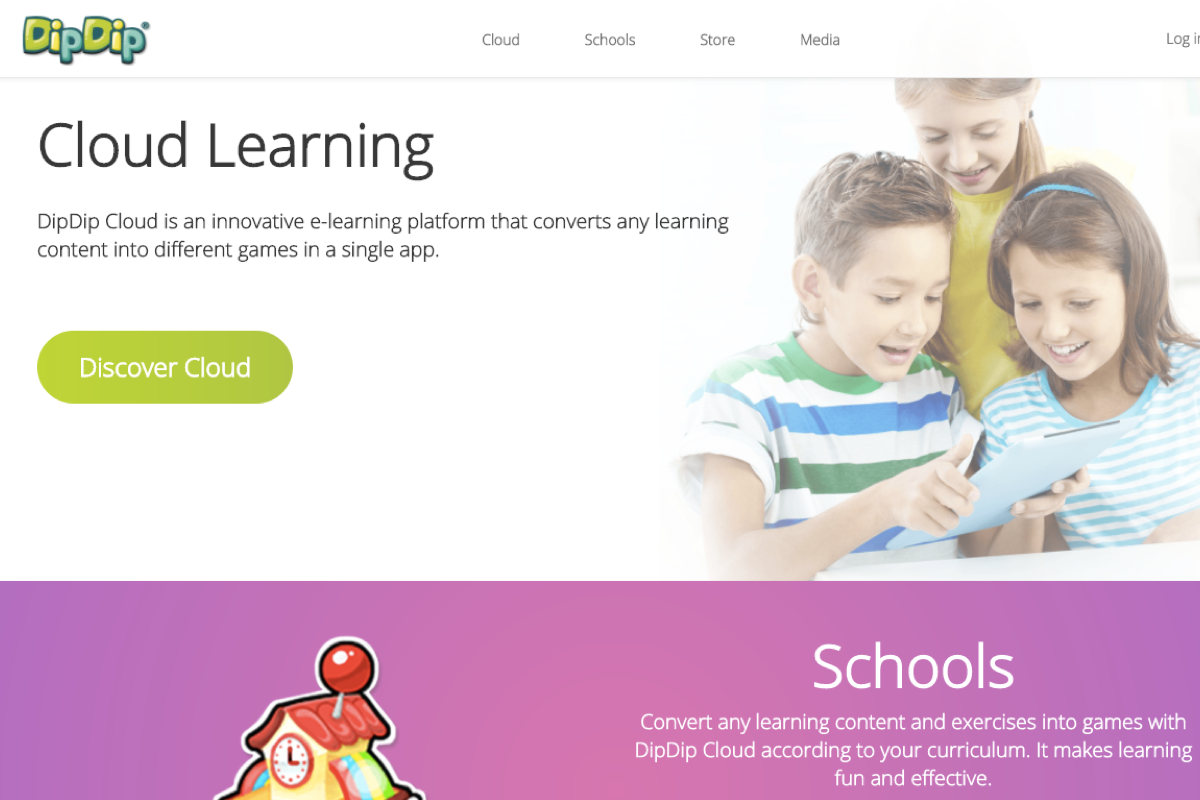 DipDip
Cloud
Schools
Store
Media
Log in
Cloud Learning
DipDip Cloud is an innovative e-learning platform that converts any learning
content into different games in a single app.
Discover Cloud
Schools
Convert any learning content and exercises into games with
DipDip Cloud according to your curriculum. It makes learning
fun and effective.